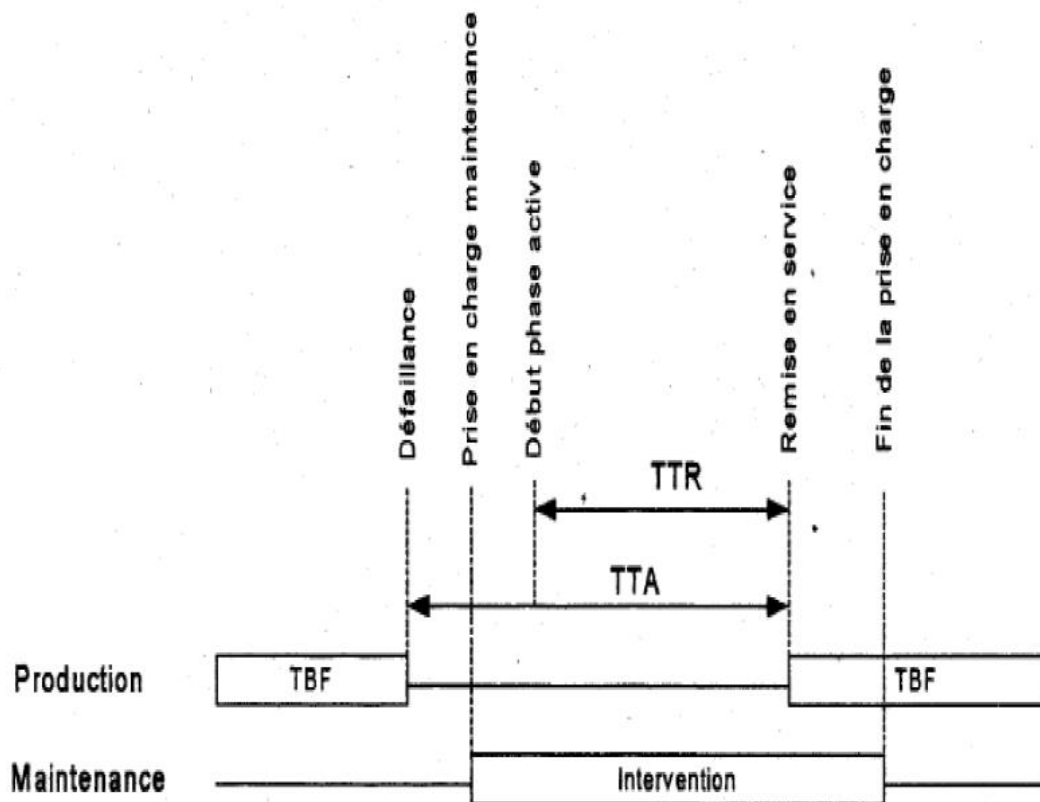 Défaillance
Prise en charge maintenance
Début phase active
Remise en service
Fin de la prise en charge
TTR
TTA
Production
TBF
TBF
Maintenance
Intervention